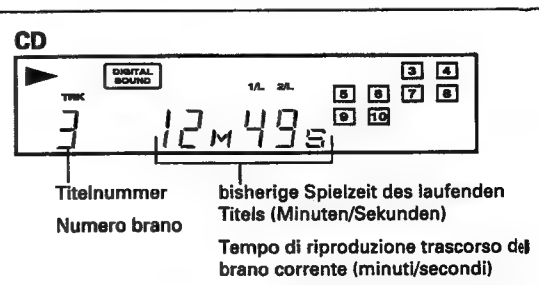 CD
DIGITAL
SOUND
1/L 2/L
3 4
TRK
5 6 7 8
3 12M49s
9 10
Titelnummer
Numero brano
bisherige Spielzeit des laufenden
Titels (Minuten/Sekunden)
Tempo di riproduzione trascorso del
brano corrente (minuti/secondi)